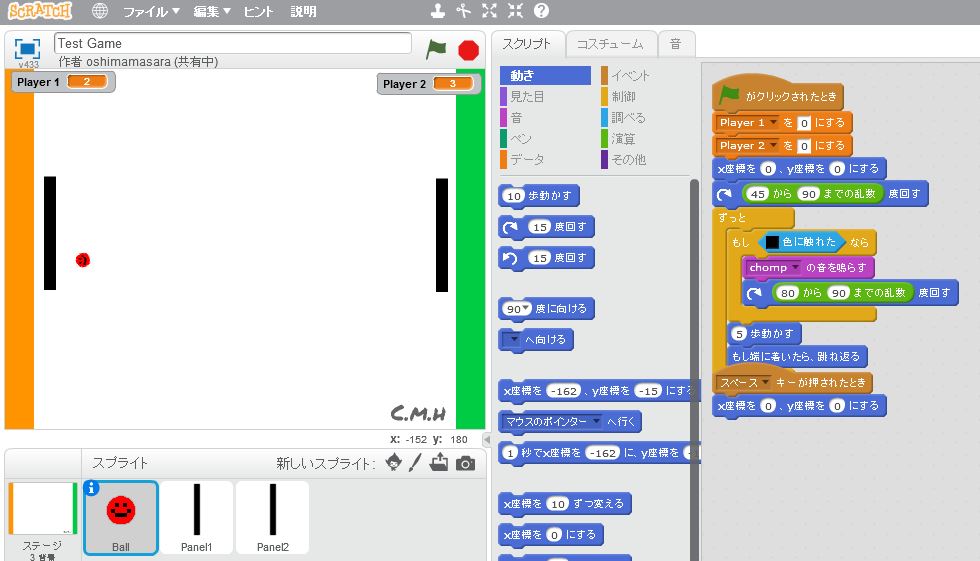 SCRATCH ファイル 編集 ヒント 説明
v433
Test Game
作者 oshimamasara (共有中)
Player 1 2
Player 2 3
C.M.H
x: -152 y: 180
スプライト 新しいスプライト:
ステージ
3 背景
Ball
Panel1
Panel2
スクリプト コスチューム 音
動き イベント
見た目 制御
音 調べる
ペン 演算
データ その他
10 歩動かす
15 度回す
15 度回す
90 度に向ける
へ向ける
x座標を -162 、y座標を -15 にする
マウスのポインター へ行く
1 秒でx座標を -162 に、y座標を
x座標を 10 ずつ変える
x座標を 0 にする
がクリックされたとき
Player 1 を 0 にする
Player 2 を 0 にする
x座標を 0 、y座標を 0 にする
45 から 90 までの乱数 度回す
ずっと
もし 色に触れた なら
chomp の音を鳴らす
80 から 90 までの乱数 度回す
5 歩動かす
もし端に着いたら、跳ね返る
スペース キーが押されたとき
x座標を 0 、y座標を 0 にする